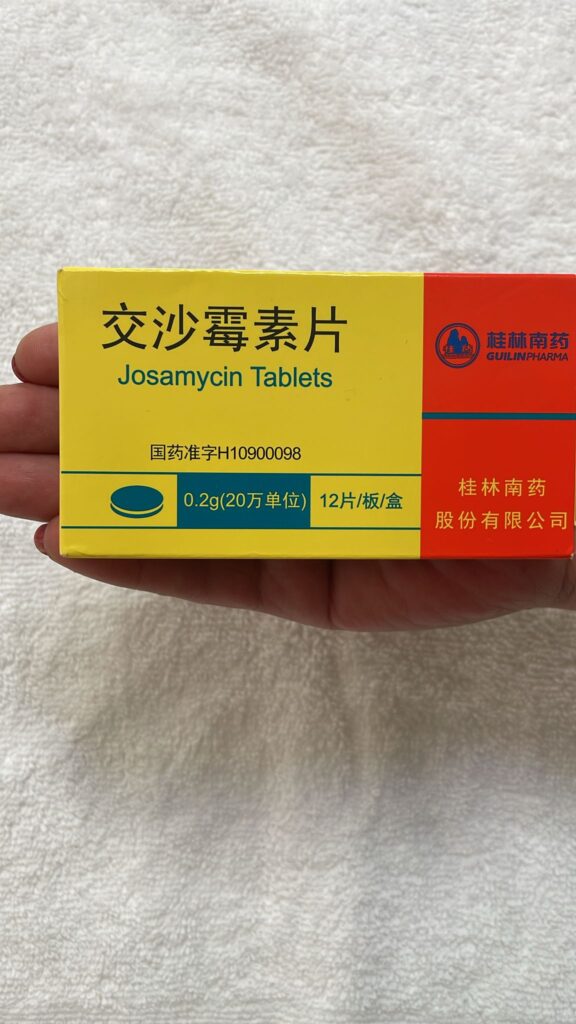 交沙霉素片
Josamycin Tablets
国药准字H10900098
0.2g(20万单位)
12片/板/盒
桂林南药
GUILINPHARMA
桂林南药
股份有限公司